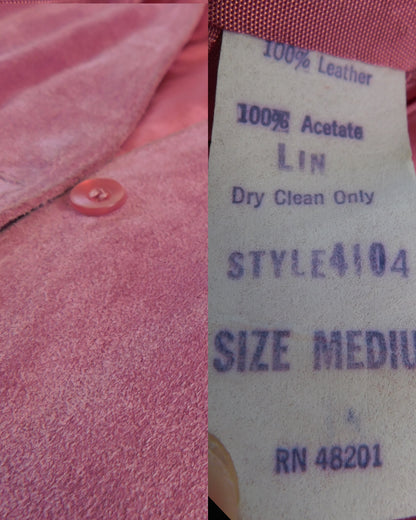 100% Leather
100% Acetate
LIN
Dry Clean Only
STYLE4104
SIZE MEDIU
RN 48201